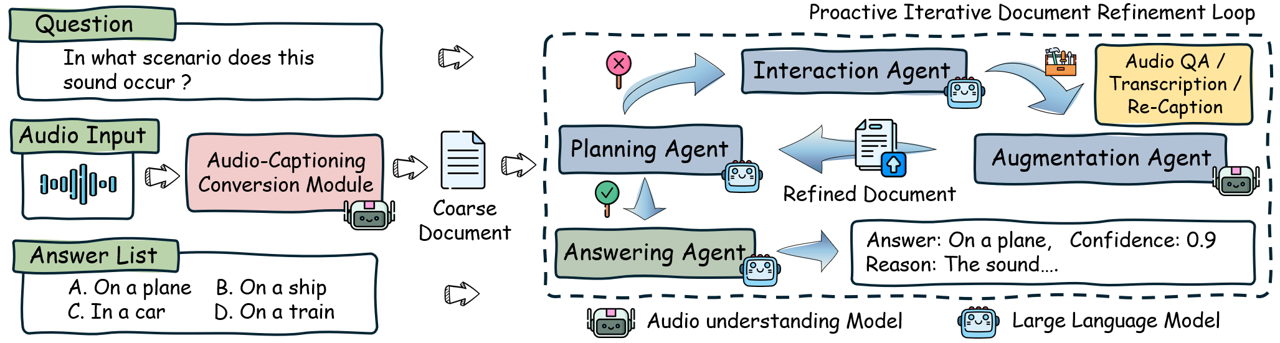 Proactive Iterative Document Refinement Loop
Question
In what scenario does this
sound occur ?
Audio Input
Audio-Captioning
Conversion Module
Coarse
Document
Answer List
A. On a plane B. On a ship
C. In a car D. On a train
Interaction Agent
Audio QA /
Transcription /
Re-Caption
Planning Agent
Refined Document
Augmentation Agent
Answering Agent
Answer: On a plane, Confidence: 0.9
Reason: The sound....
Audio understanding Model
Large Language Model